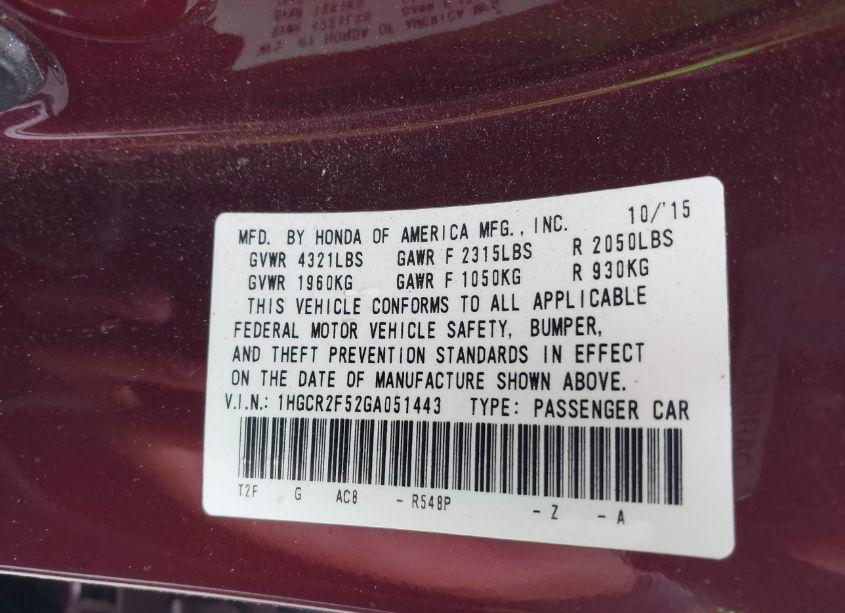 MFD. BY HONDA OF AMERICA MFG., INC. 10/'15
GVWR 4321LBS GAWR F 2315LBS R 2050LBS
GVWR 1960KG GAWR F 1050KG R 930KG
THIS VEHICLE CONFORMS TO ALL APPLICABLE
FEDERAL MOTOR VEHICLE SAFETY, BUMPER,
AND THEFT PREVENTION STANDARDS IN EFFECT
ON THE DATE OF MANUFACTURE SHOWN ABOVE.
V.I.N.: 1HGCR2F52GA051443 TYPE: PASSENGER CAR
T2F G AC8 - R548P - Z - A